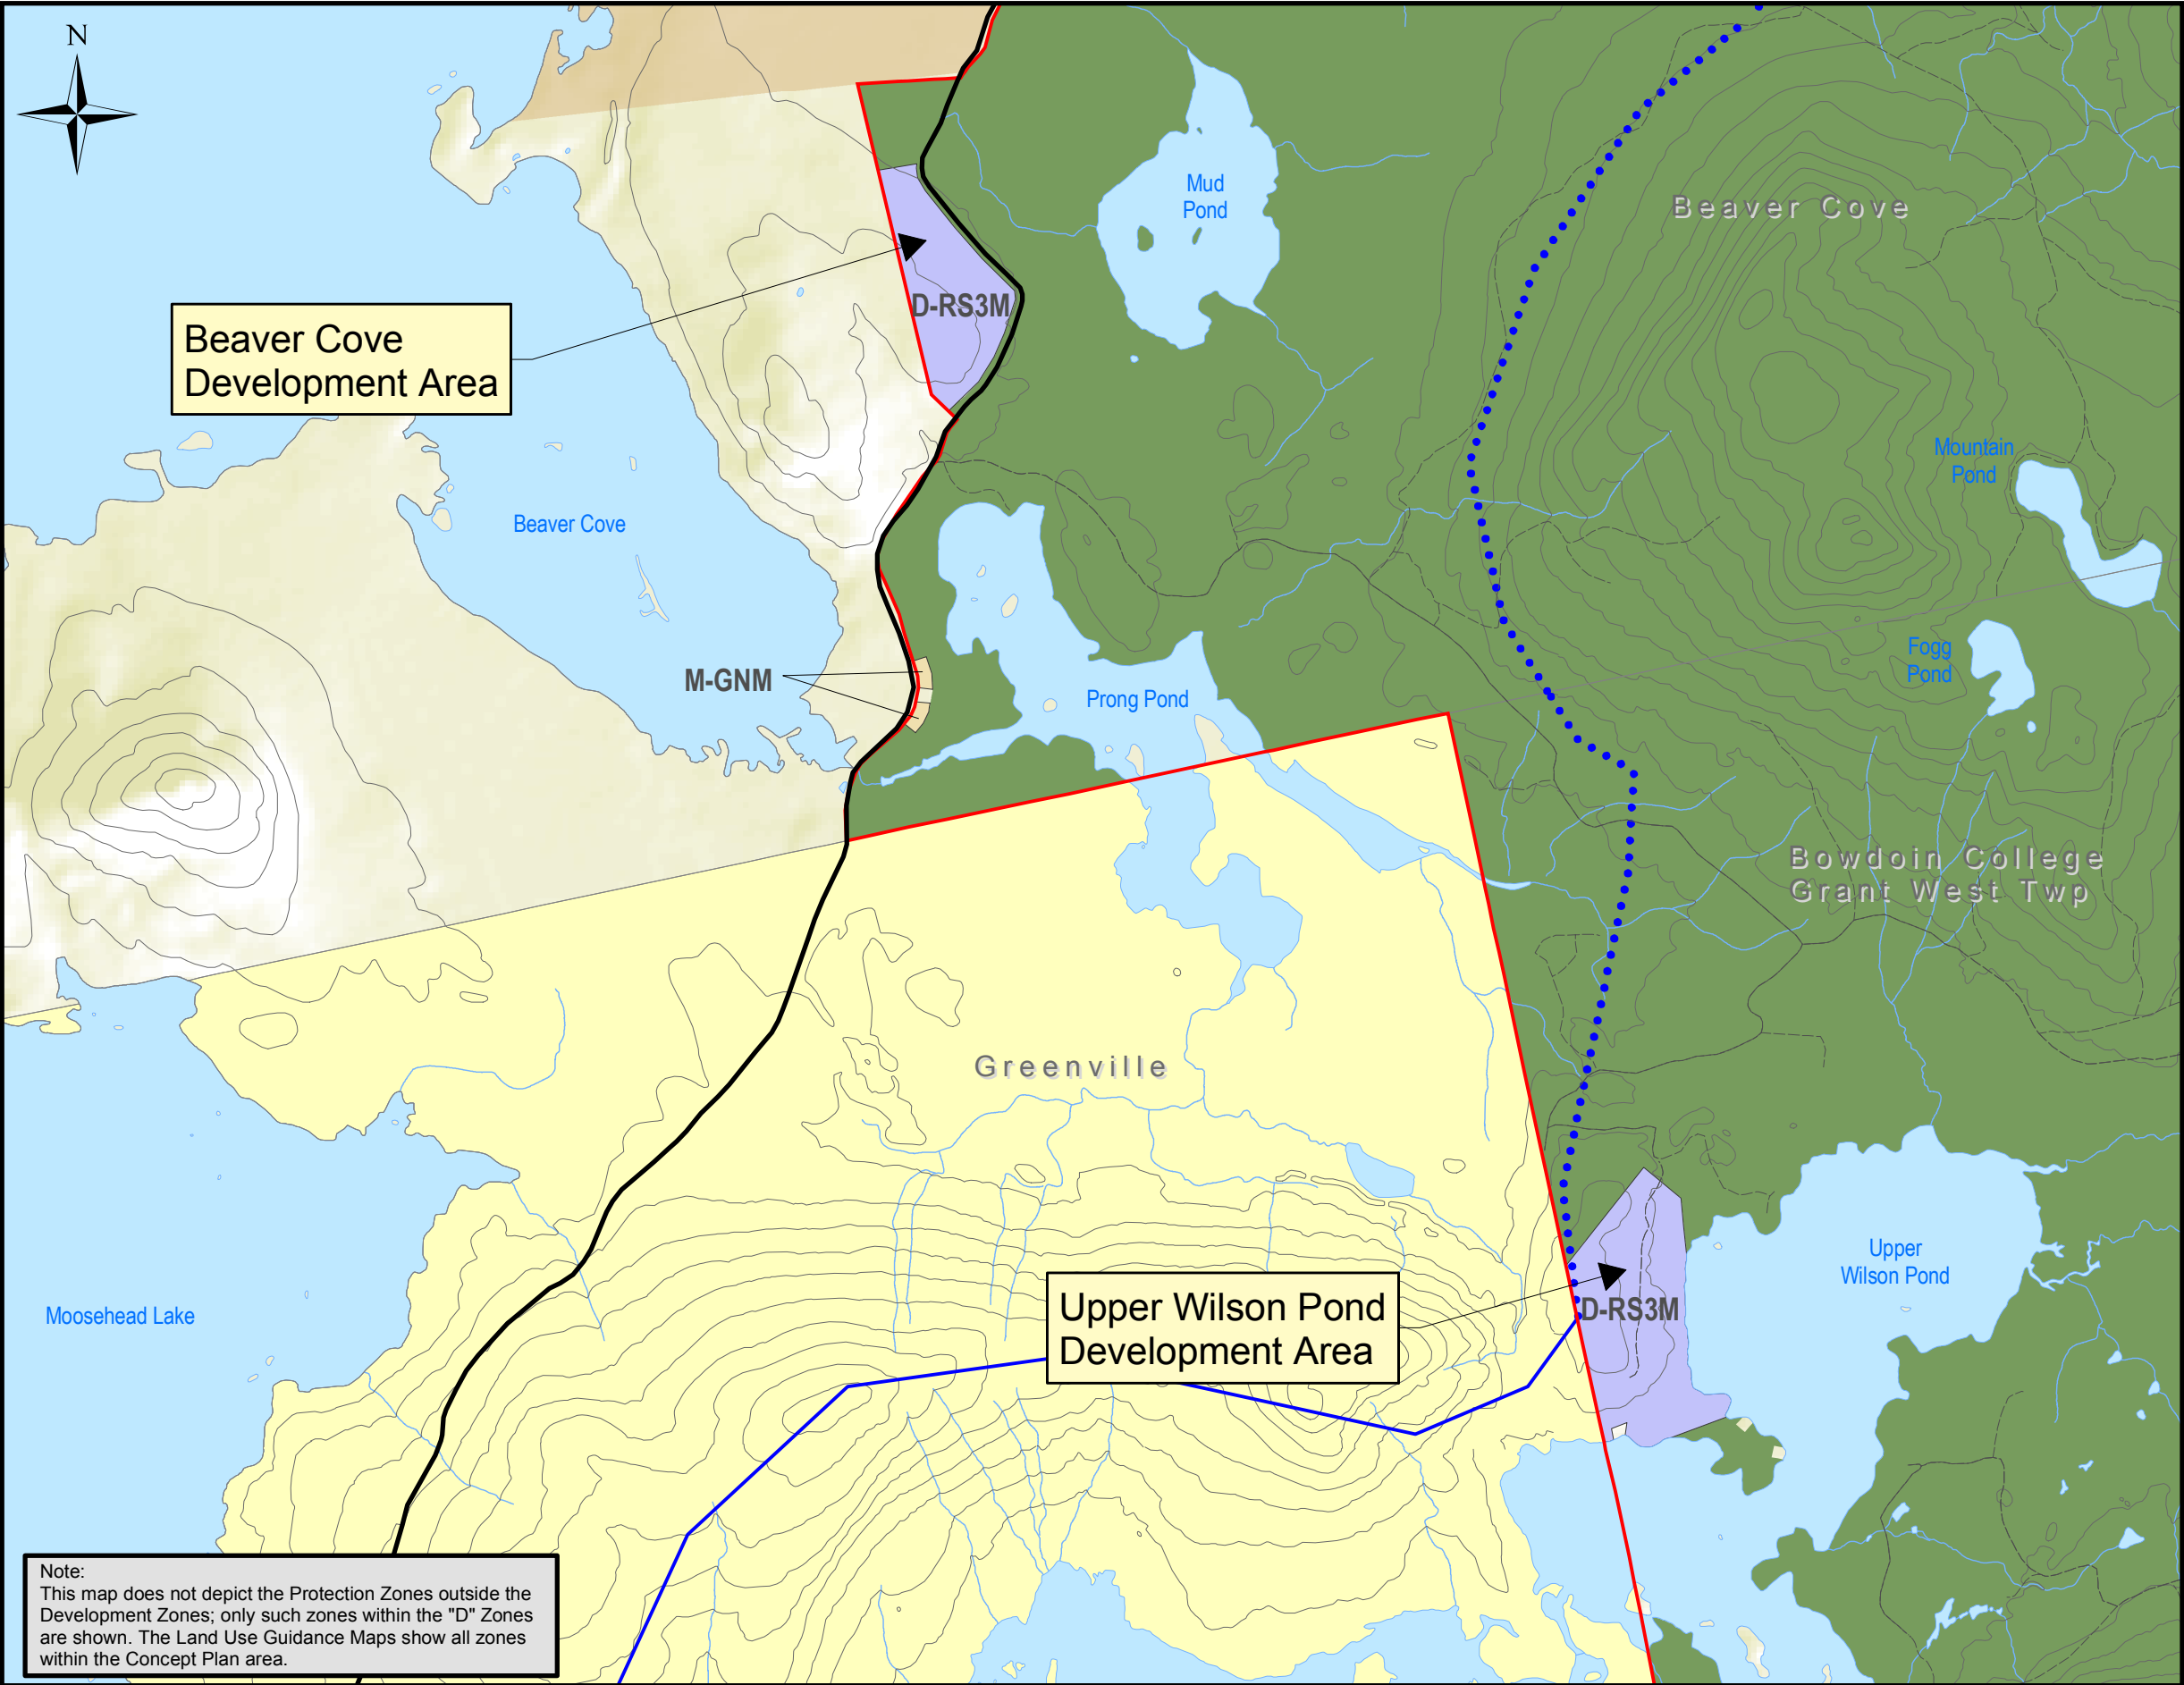 N
Mud
Pond
Beaver Cove
D-RS3M
Beaver Cove
Development Area
Mountain
Pond
Beaver Cove
Fogg
Pond
M-GNM
Prong Pond
Bowdoin College
Grant West Twp
Greenville
Upper
Wilson Pond
Moosehead Lake
Upper Wilson Pond
Development Area
D-RS3M
Note:
This map does not depict the Protection Zones outside the
Development Zones; only such zones within the "D" Zones
are shown. The Land Use Guidance Maps show all zones
within the Concept Plan area.